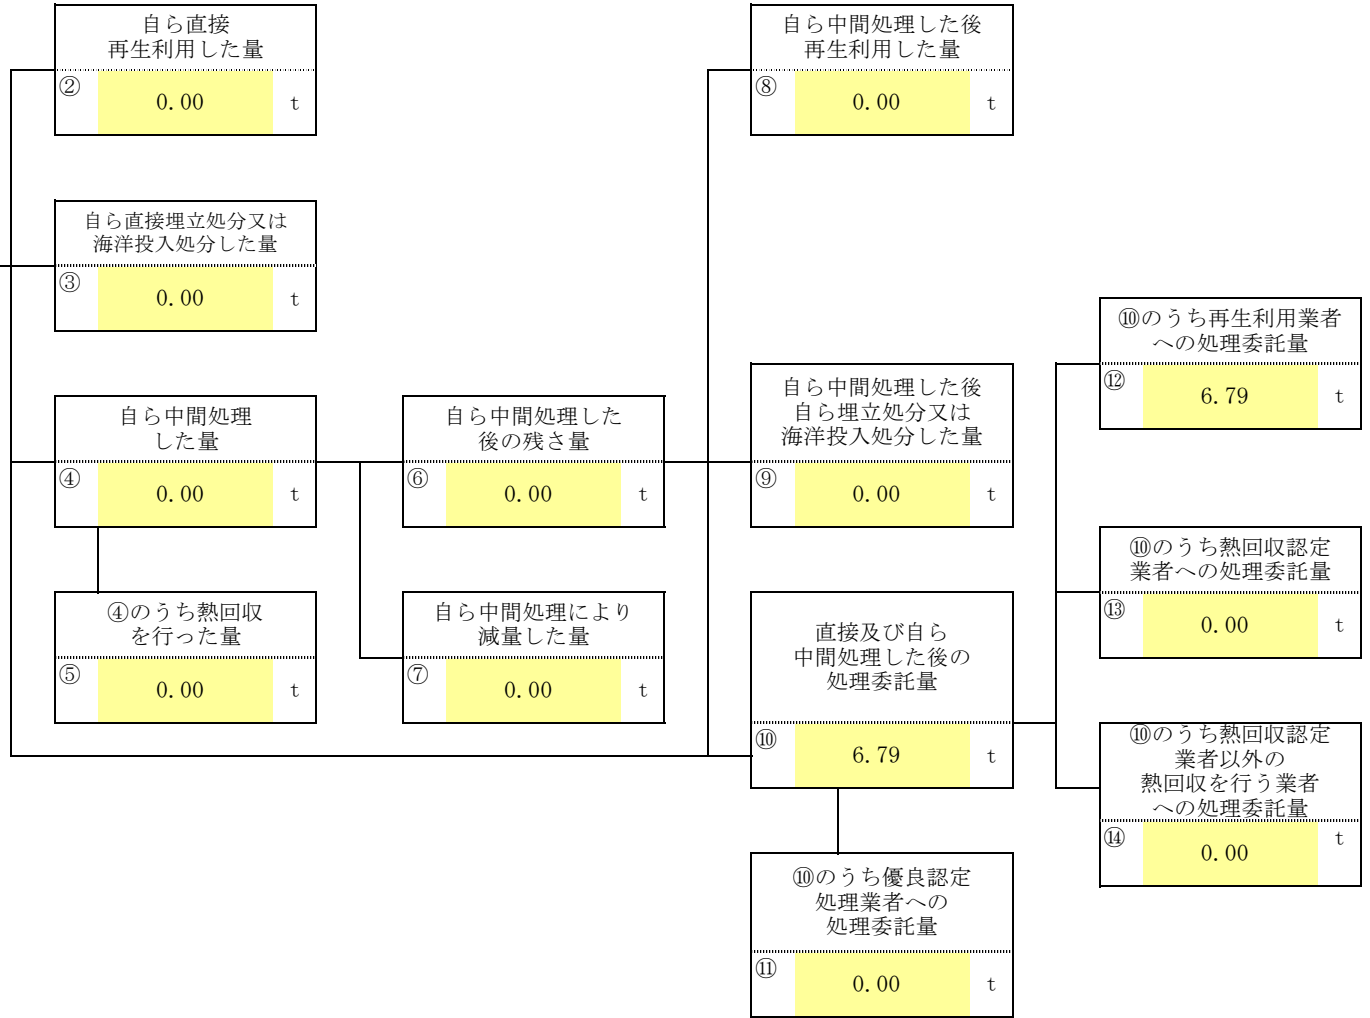 自ら直接
再生利用した量
②
0.00
t
自ら直接埋立処分又は
海洋投入処分した量
③
0.00
t
自ら中間処理
した量
④
0.00
t
④のうち熱回収
を行った量
⑤
0.00
t
自ら中間処理した
後の残さ量
⑥
0.00
t
自ら中間処理により
減量した量
⑦
0.00
t
自ら中間処理した後
再生利用した量
⑧
0.00
t
自ら中間処理した後
自ら埋立処分又は
海洋投入処分した量
⑨
0.00
t
直接及び自ら
中間処理した後の
処理委託量
⑩
6.79
t
⑩のうち優良認定
処理業者への
処理委託量
⑪
0.00
t
⑩のうち再生利用業者
への処理委託量
⑫
6.79
t
⑩のうち熱回収認定
業者への処理委託量
⑬
0.00
t
⑩のうち熱回収認定
業者以外の
熱回収を行う業者
への処理委託量
⑭
0.00
t